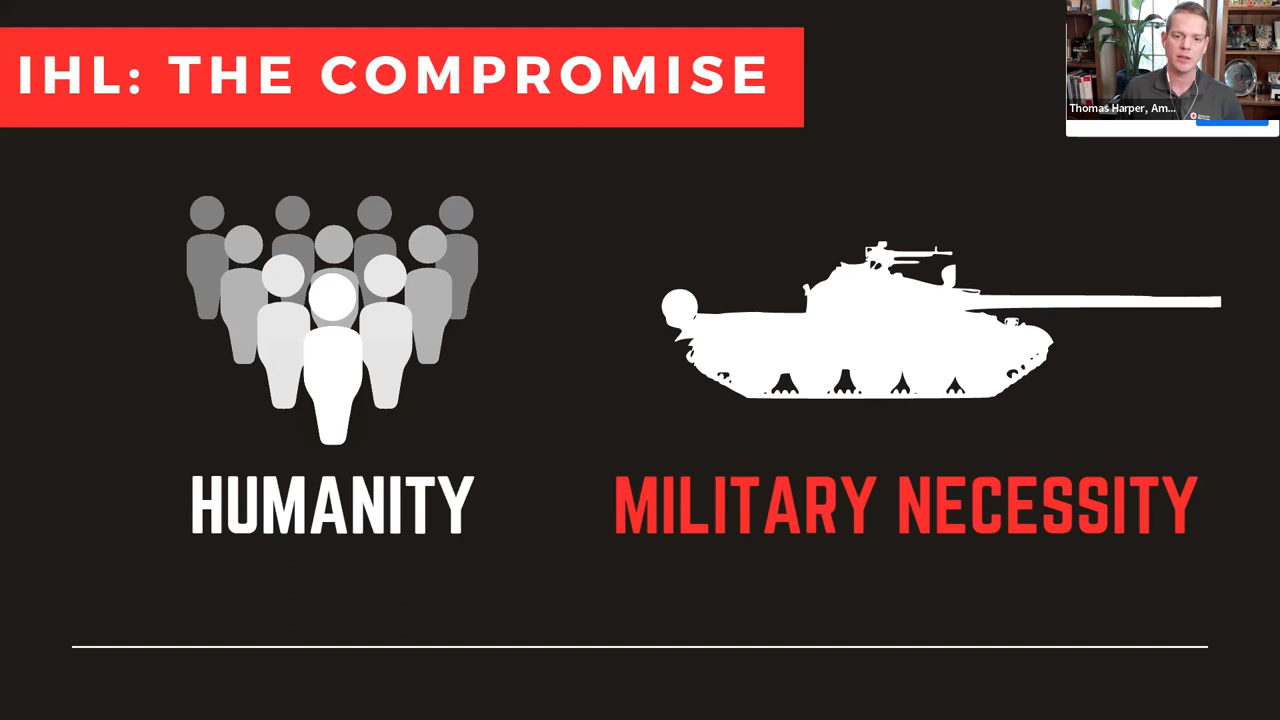 IHL: THE COMPROMISE
Thomas Harper, Am...
HUMANITY
MILITARY NECESSITY